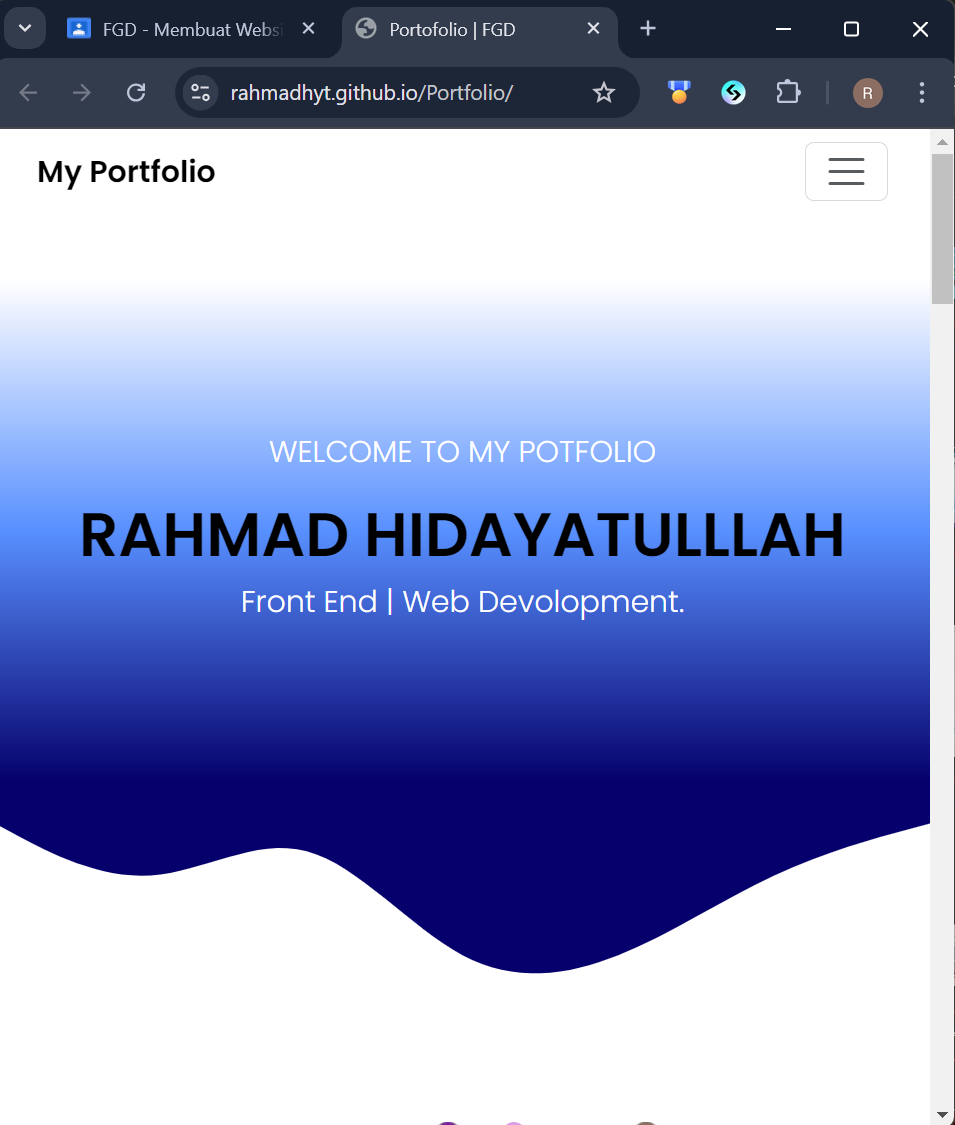 FGD - Membuat Websi
Portofolio | FGD
rahmadhyt.github.io/Portfolio/
R
My Portfolio
WELCOME TO MY POTFOLIO
RAHMAD HIDAYATULLLAH
Front End | Web Devolopment.